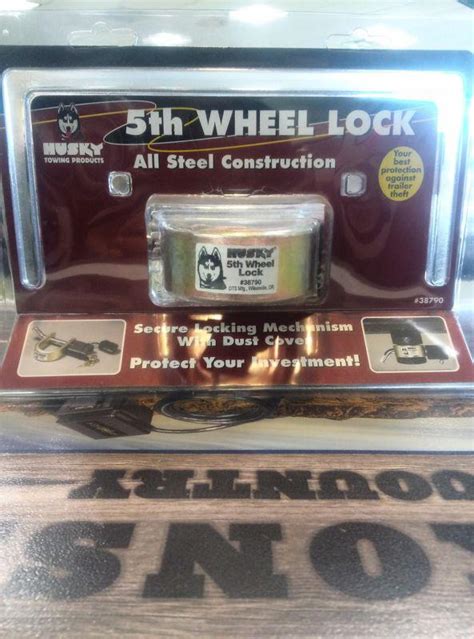 5th WHEEL LOCK
HUSKY
TOWING PRODUCTS
All Steel Construction
Your
best
protection
against
trailer
theft
HUSKY
5th Wheel
Lock
#38790
#38790
Secure Locking Mechanism
With Dust Cover
Protect Your Investment!
COUNTRY
ONS